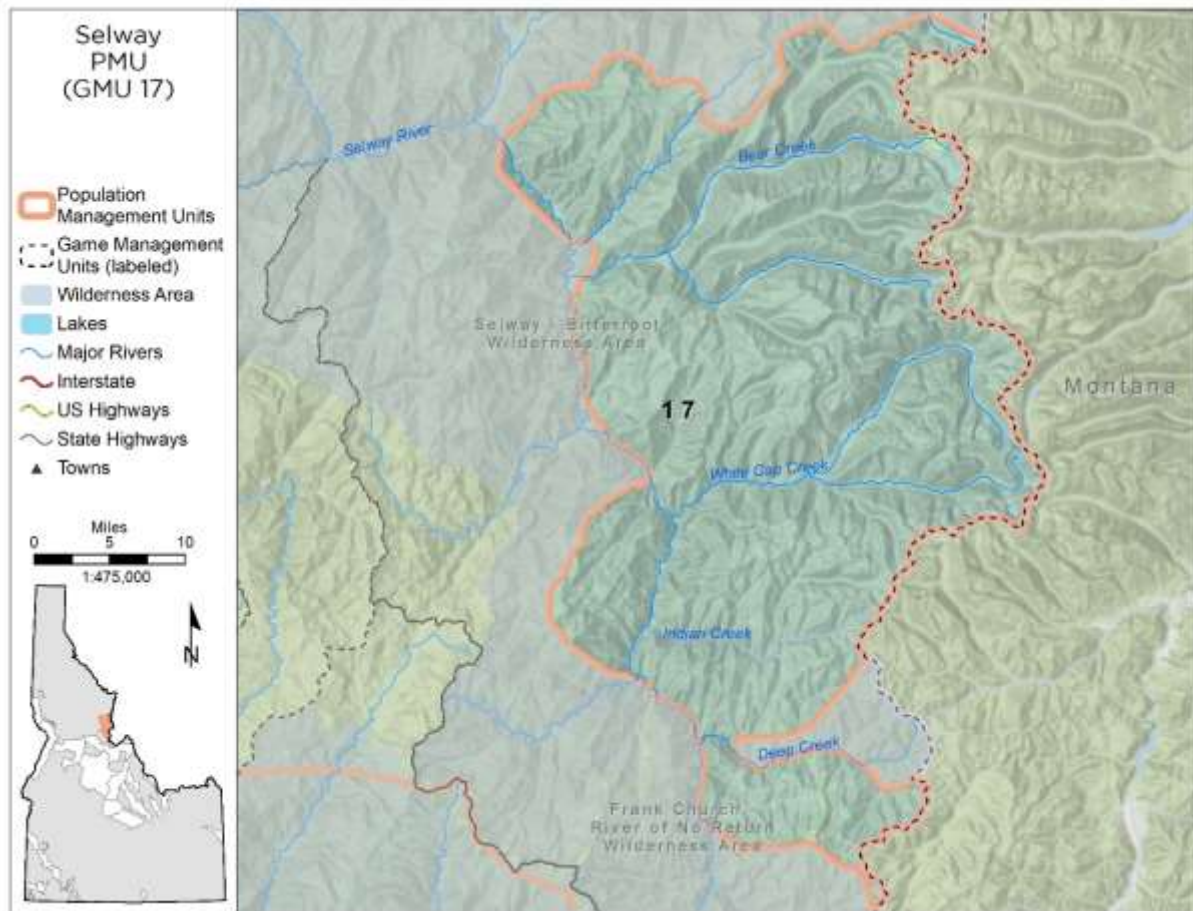 Selway
PMU
(GMU 17)
Population
Management Units
Game Management
Units (labeled)
Wilderness Area
Lakes
Major Rivers
Interstate
US Highways
State Highways
Towns
Miles
0 5 10
1:475,000
N
Selway River
Bear Creek
Selway - Bitterroot
Wilderness Area
Montana
17
White Cap Creek
Indian Creek
Deep Creek
Frank Church
River of No Return
Wilderness Area